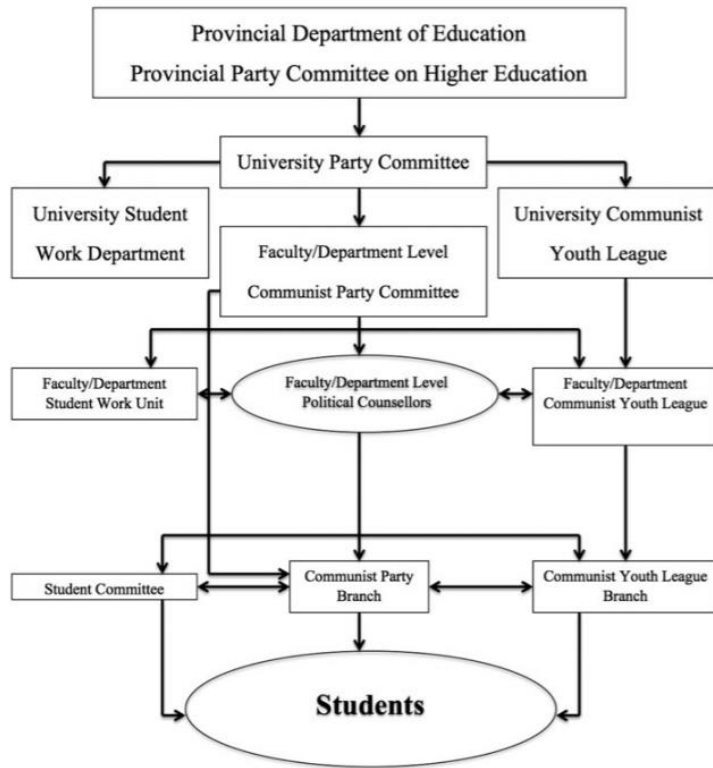 Provincial Department of Education
Provincial Party Committee on Higher Education
University Party Committee
University Student
Work Department
University Communist
Youth League
Faculty/Department Level
Communist Party Committee
Faculty/Department
Student Work Unit
Faculty/Department Level
Political Counsellors
Faculty/Department
Communist Youth League
Student Committee
Communist Party
Branch
Communist Youth League
Branch
Students